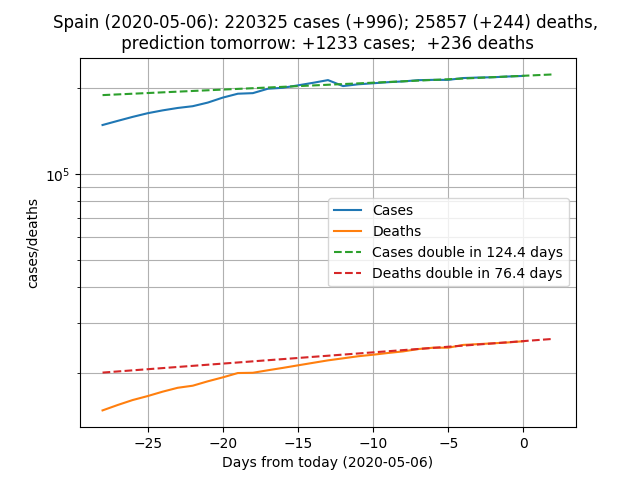 Spain (2020-05-06): 220325 cases (+996); 25857 (+244) deaths,
prediction tomorrow: +1233 cases;  +236 deaths
10⁵
cases/deaths
Cases
Deaths
Cases double in 124.4 days
Deaths double in 76.4 days
−25 −20 −15 −10 −5 0
Days from today (2020-05-06)